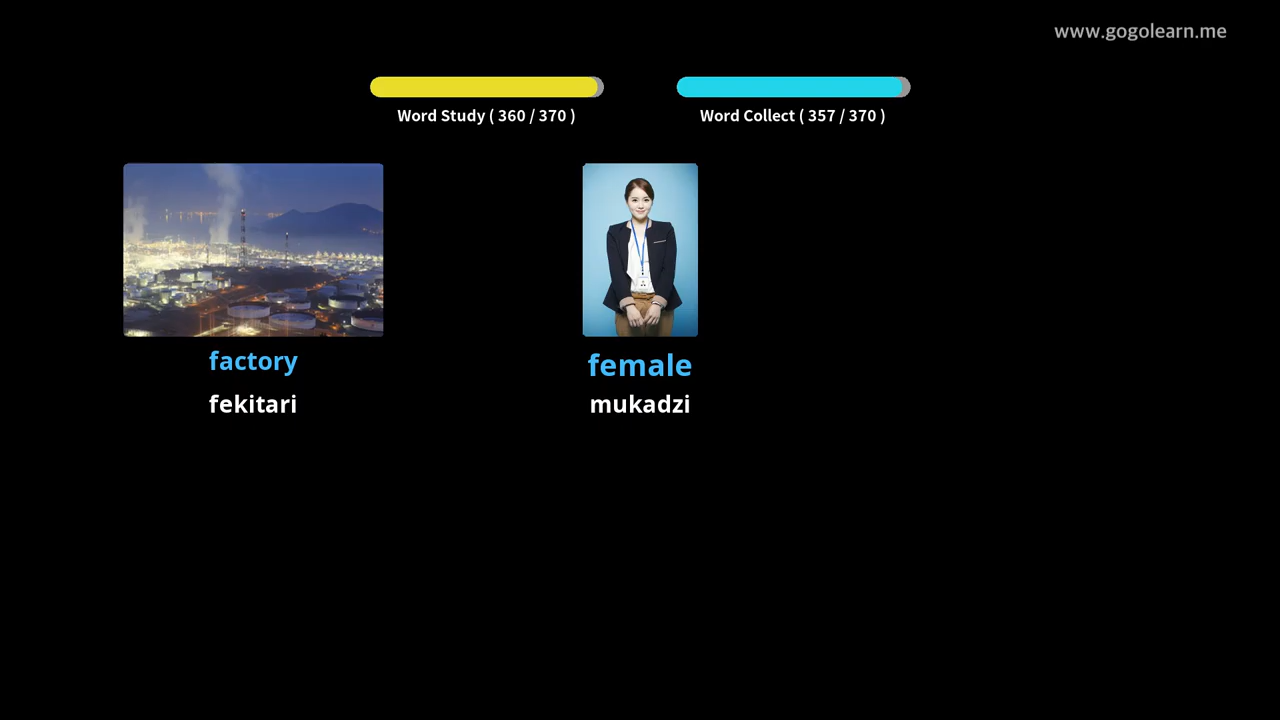 www.gogolearn.me
Word Study ( 360 / 370 )
Word Collect ( 357 / 370 )
factory
fekitari
female
mukadzi